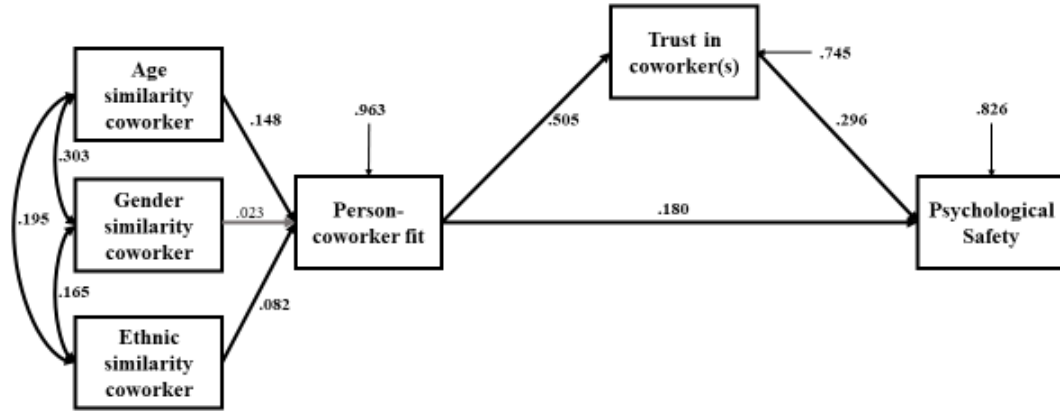 Age
similarity
coworker
Gender
similarity
coworker
Ethnic
similarity
coworker
.303
.195
.165
.148
.023
.082
.963
Person-
coworker fit
.505
Trust in
coworker(s)
.745
.296
.180
.826
Psychological
Safety